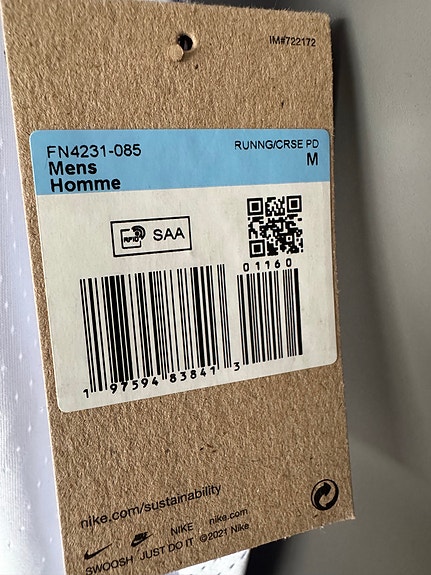 IM#722172
FN4231-085 RUNNG/CRSE PD
Mens M
Homme
RFID SAA
01160
1 97594 83841 3
nike.com/sustainability
NIKE nike.com
SWOOSH JUST DO IT ©2021 Nike